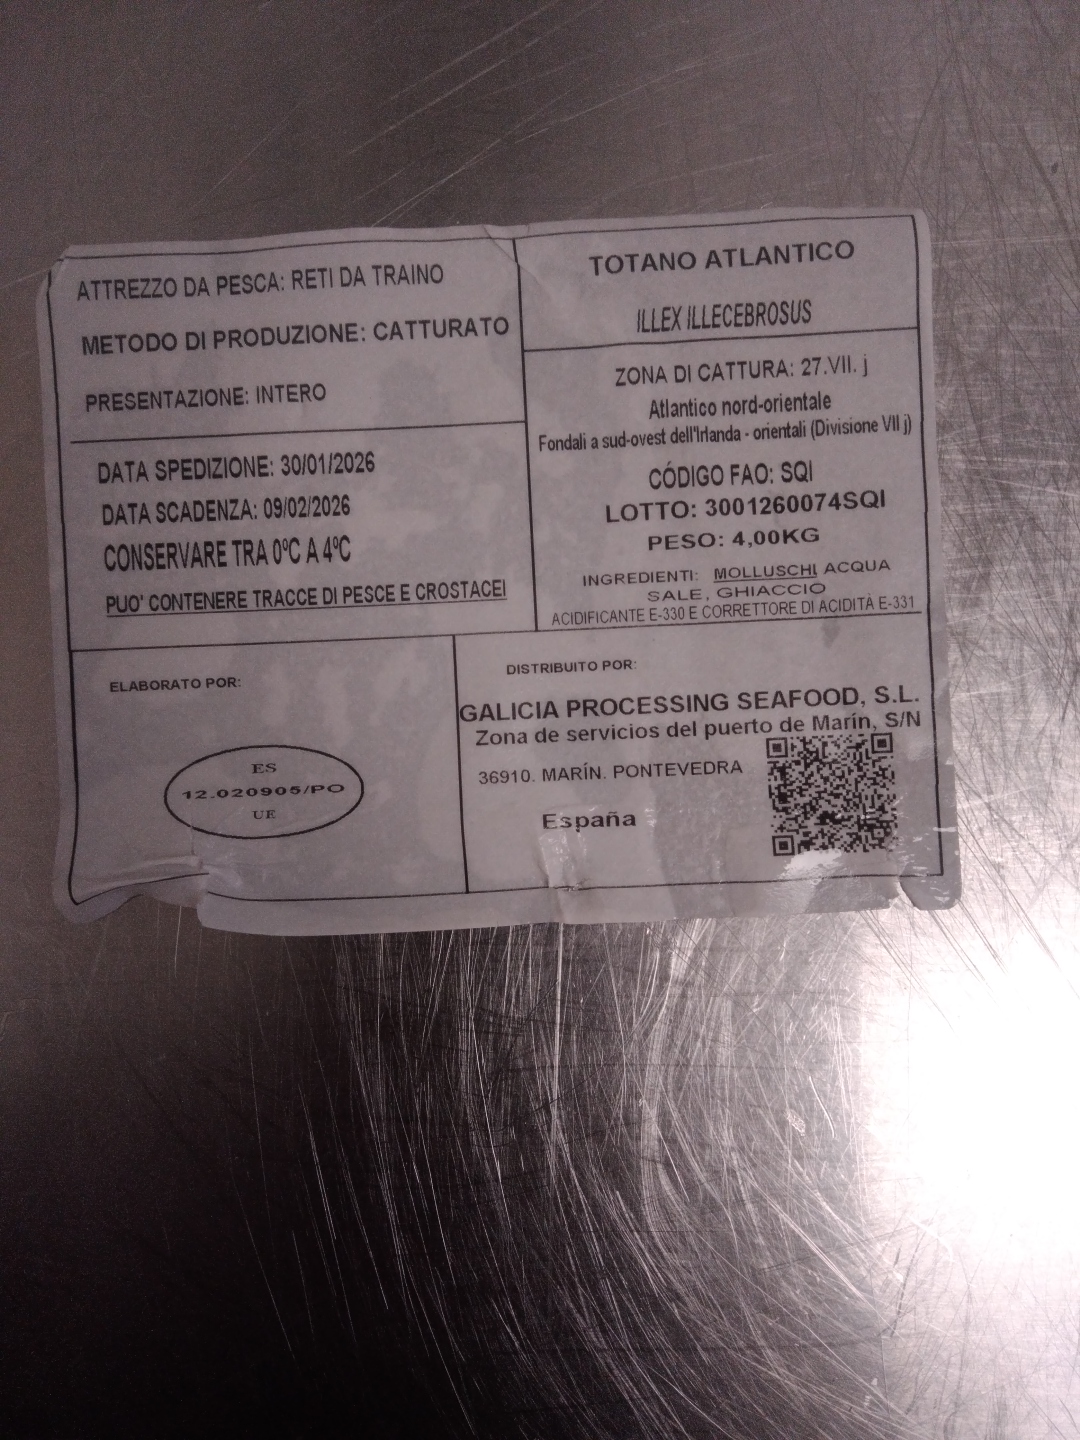 ATTREZZO DA PESCA: RETI DA TRAINO
METODO DI PRODUZIONE: CATTURATO
PRESENTAZIONE: INTERO
TOTANO ATLANTICO
ILLEX ILLECEBROSUS
DATA SPEDIZIONE: 30/01/2026
DATA SCADENZA: 09/02/2026
CONSERVARE TRA 0ºC A 4ºC
PUO' CONTENERE TRACCE DI PESCE E CROSTACEI
ZONA DI CATTURA: 27.VII. j
Atlantico nord-orientale
Fondali a sud-ovest dell'Irlanda - orientali (Divisione VII j)
CÓDIGO FAO: SQI
LOTTO: 3001260074SQI
PESO: 4,00KG
INGREDIENTI: MOLLUSCHI ACQUA
SALE, GHIACCIO
ACIDIFICANTE E-330 E CORRETTORE DI ACIDITÀ E-331
ELABORATO POR:
ES
12.020905/PO
UE
DISTRIBUITO POR:
GALICIA PROCESSING SEAFOOD, S.L.
Zona de servicios del puerto de Marín, S/N
36910. MARÍN. PONTEVEDRA
España